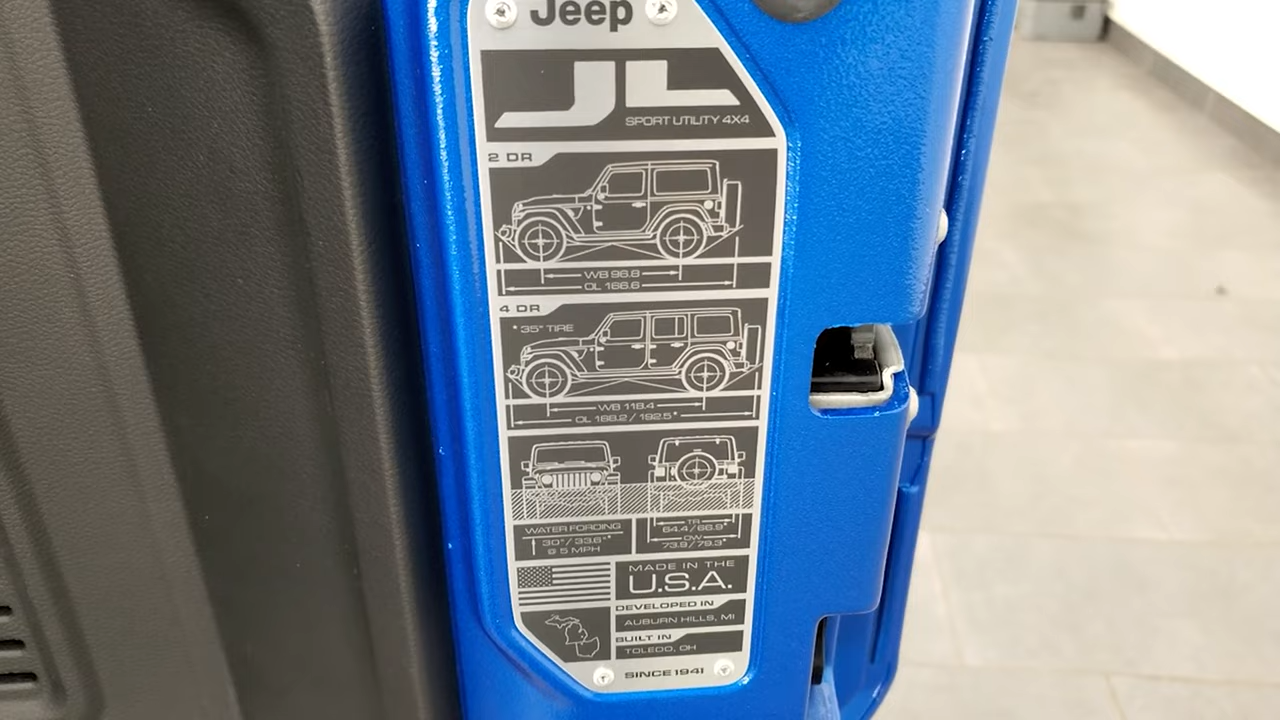 Jeep
JL
SPORT UTILITY 4X4
2 DR
WB 96.8
OL 166.6
4 DR
* 35" TIRE
WB 118.4
OL 188.2 / 192.5*
WATER FORDING
30"/33.6"*
@ 5 MPH
TR
64.4/66.9*
OW
73.9/79.3*
MADE IN THE
U.S.A.
DEVELOPED IN
AUBURN HILLS, MI
BUILT IN
TOLEDO, OH
SINCE 1941